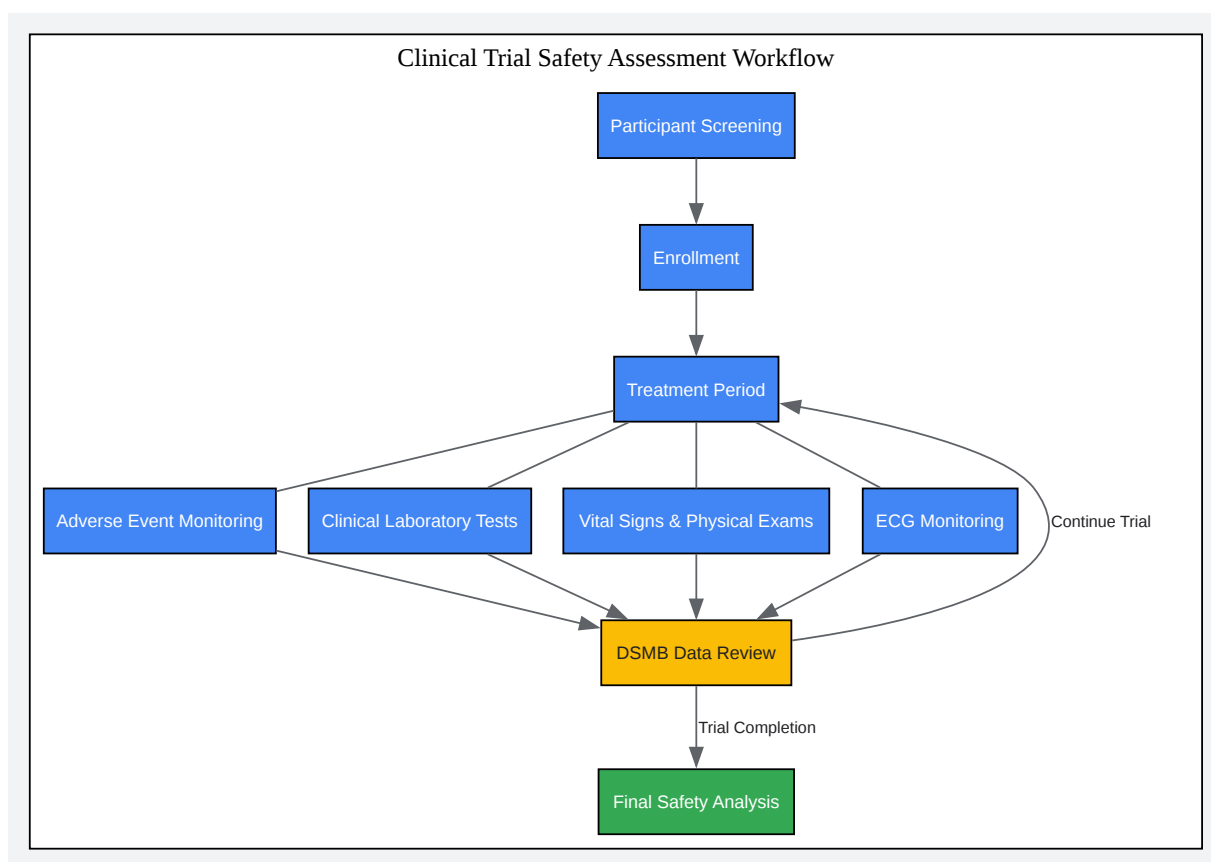 Clinical Trial Safety Assessment Workflow
Participant Screening
Enrollment
Treatment Period
Adverse Event Monitoring
Clinical Laboratory Tests
Vital Signs & Physical Exams
ECG Monitoring
Continue Trial
DSMB Data Review
Trial Completion
Final Safety Analysis